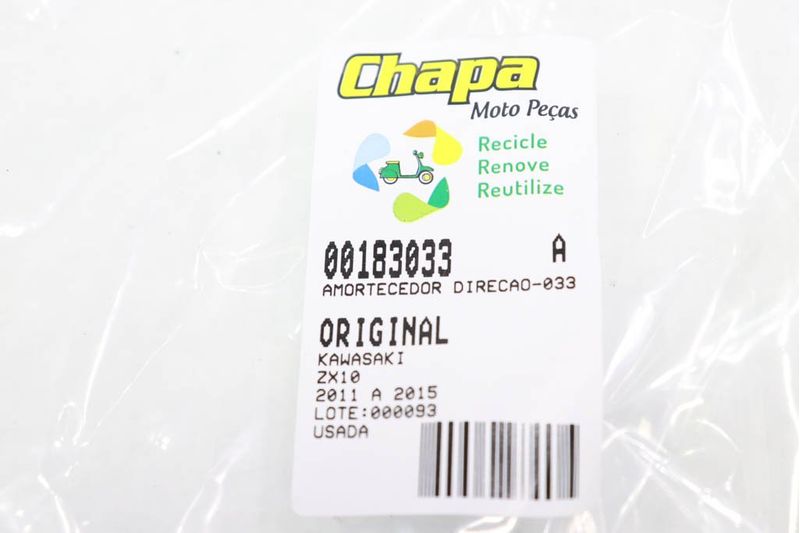 Chapa
Moto Peças
Recicle
Renove
Reutilize
00183033 A
AMORTECEDOR DIRECAO-033
ORIGINAL
KAWASAKI
ZX10
2011 A 2015
LOTE:000093
USADA